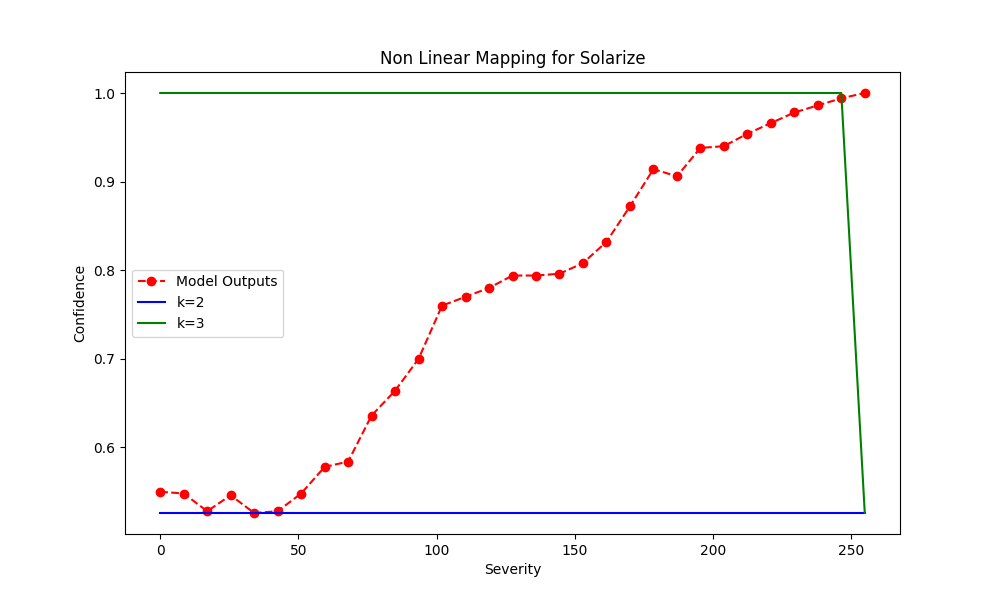 Non Linear Mapping for Solarize
1.0
0.9
0.8
0.7
0.6
Confidence
Model Outputs
k=2
k=3
0
50
100
150
200
250
Severity